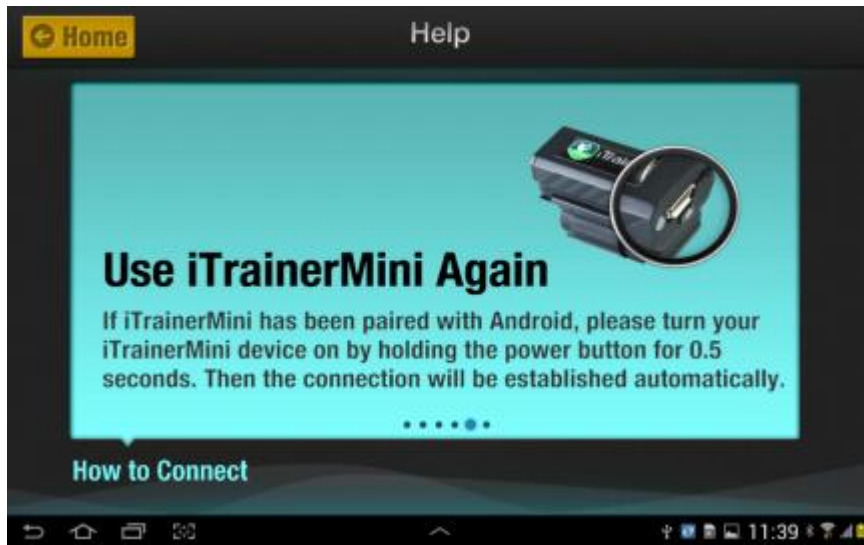 Home
Help
iTrain
Use iTrainerMini Again
If iTrainerMini has been paired with Android, please turn your
iTrainerMini device on by holding the power button for 0.5
seconds. Then the connection will be established automatically.
How to Connect
11:39